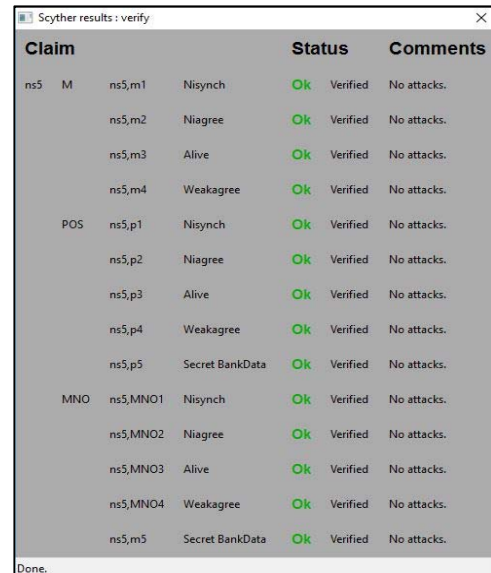 Scyther results : verify
Claim Status Comments
ns5 M ns5,m1 Nisynch Ok Verified No attacks.
ns5,m2 Niagree Ok Verified No attacks.
ns5,m3 Alive Ok Verified No attacks.
ns5,m4 Weakagree Ok Verified No attacks.
POS ns5,p1 Nisynch Ok Verified No attacks.
ns5,p2 Niagree Ok Verified No attacks.
ns5,p3 Alive Ok Verified No attacks.
ns5,p4 Weakagree Ok Verified No attacks.
ns5,p5 Secret BankData Ok Verified No attacks.
MNO ns5,MNO1 Nisynch Ok Verified No attacks.
ns5,MNO2 Niagree Ok Verified No attacks.
ns5,MNO3 Alive Ok Verified No attacks.
ns5,MNO4 Weakagree Ok Verified No attacks.
ns5,m5 Secret BankData Ok Verified No attacks.
Done.